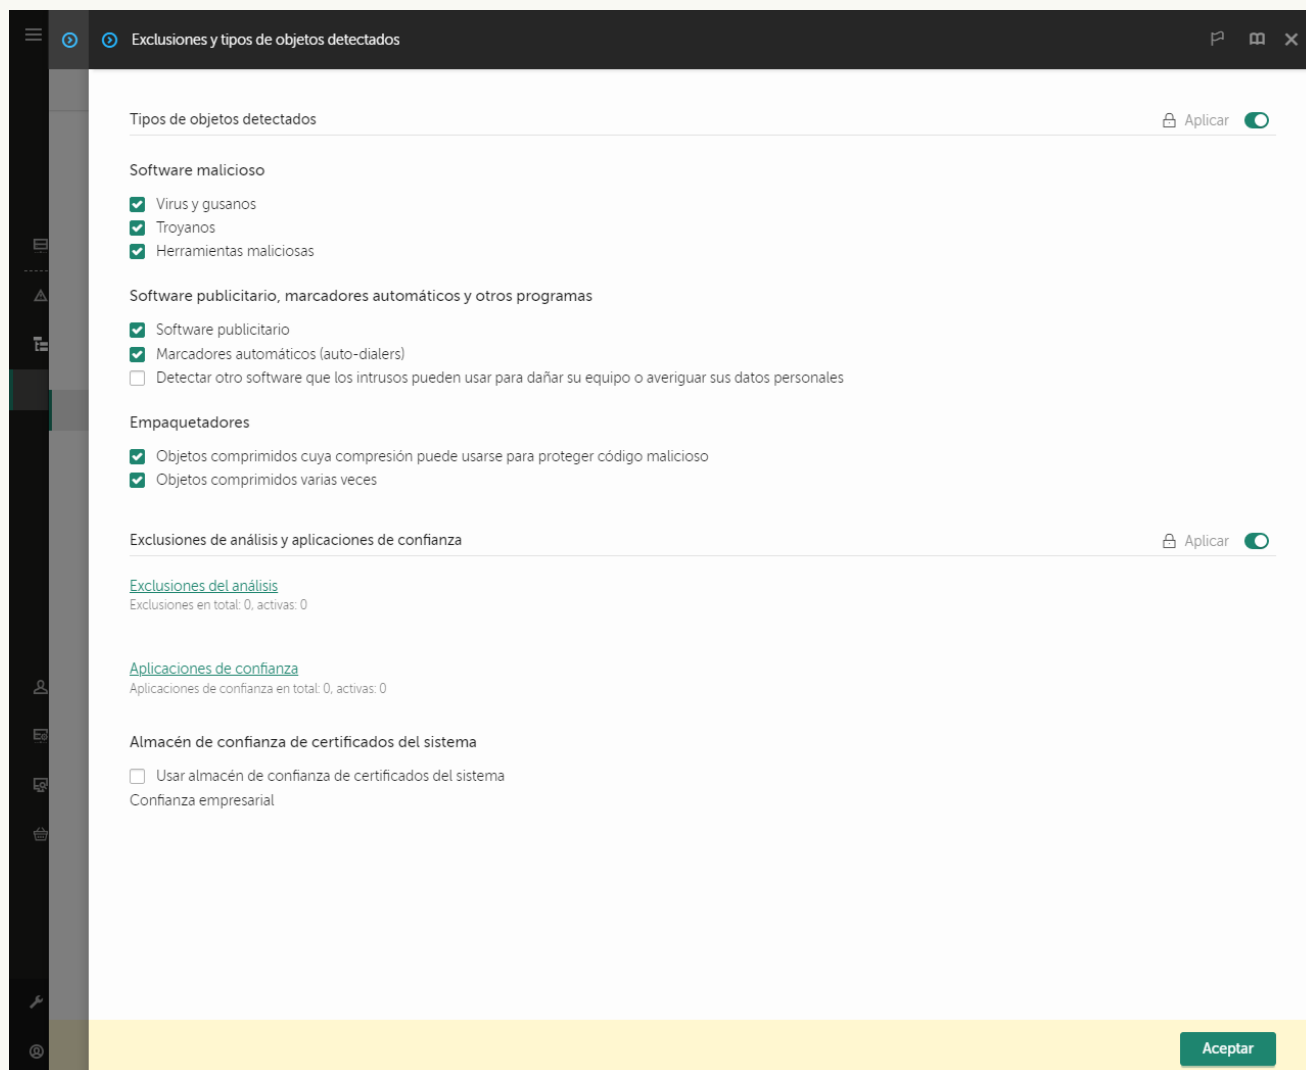 Exclusiones y tipos de objetos detectados
Tipos de objetos detectados
Aplicar
Software malicioso
Virus y gusanos
Troyanos
Herramientas maliciosas
Software publicitario, marcadores automáticos y otros programas
Software publicitario
Marcadores automáticos (auto-dialers)
Detectar otro software que los intrusos pueden usar para dañar su equipo o averiguar sus datos personales
Empaquetadores
Objetos comprimidos cuya compresión puede usarse para proteger código malicioso
Objetos comprimidos varias veces
Exclusiones de análisis y aplicaciones de confianza
Aplicar
Exclusiones del análisis
Exclusiones en total: 0, activas: 0
Aplicaciones de confianza
Aplicaciones de confianza en total: 0, activas: 0
Almacén de confianza de certificados del sistema
Usar almacén de confianza de certificados del sistema
Confianza empresarial
Aceptar